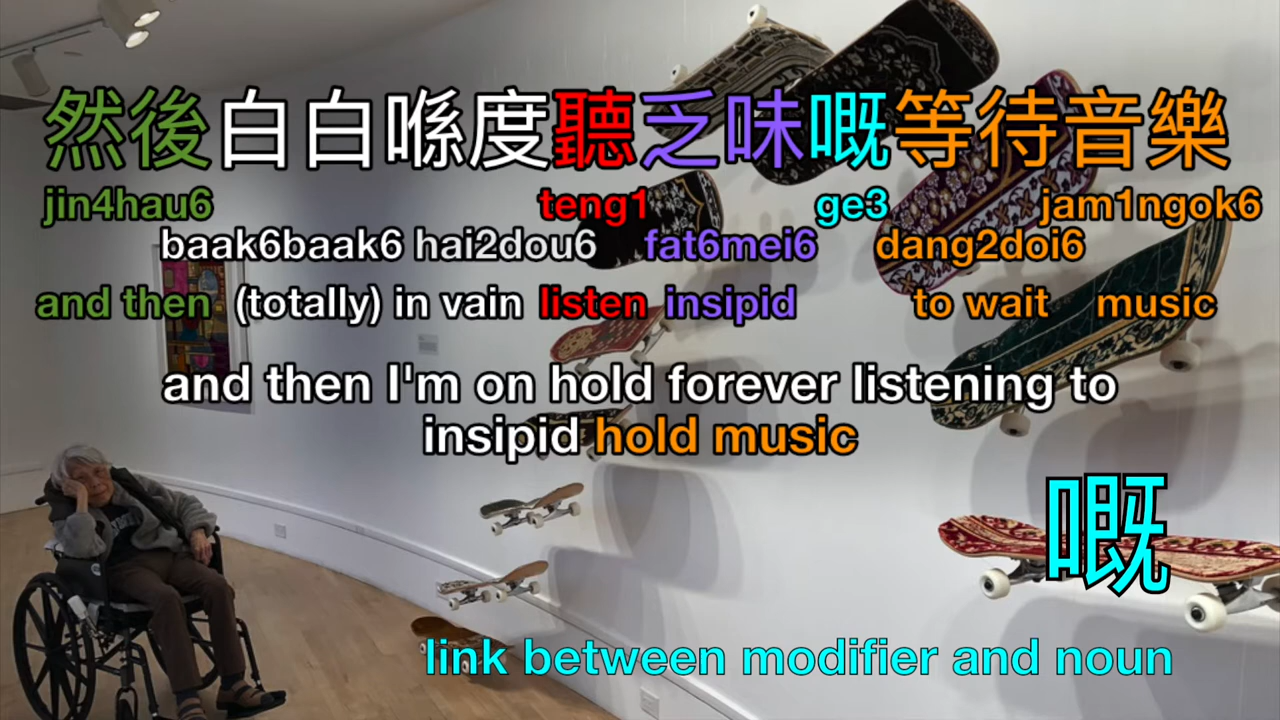 然後白白喺度聽乏味嘅等待音樂
jin4hau6 teng1 ge3 jam1ngok6
baak6baak6 hai2dou6 fat6mei6 dang2doi6
and then (totally) in vain listen insipid to wait music
and then I'm on hold forever listening to
insipid hold music
嘅
link between modifier and noun